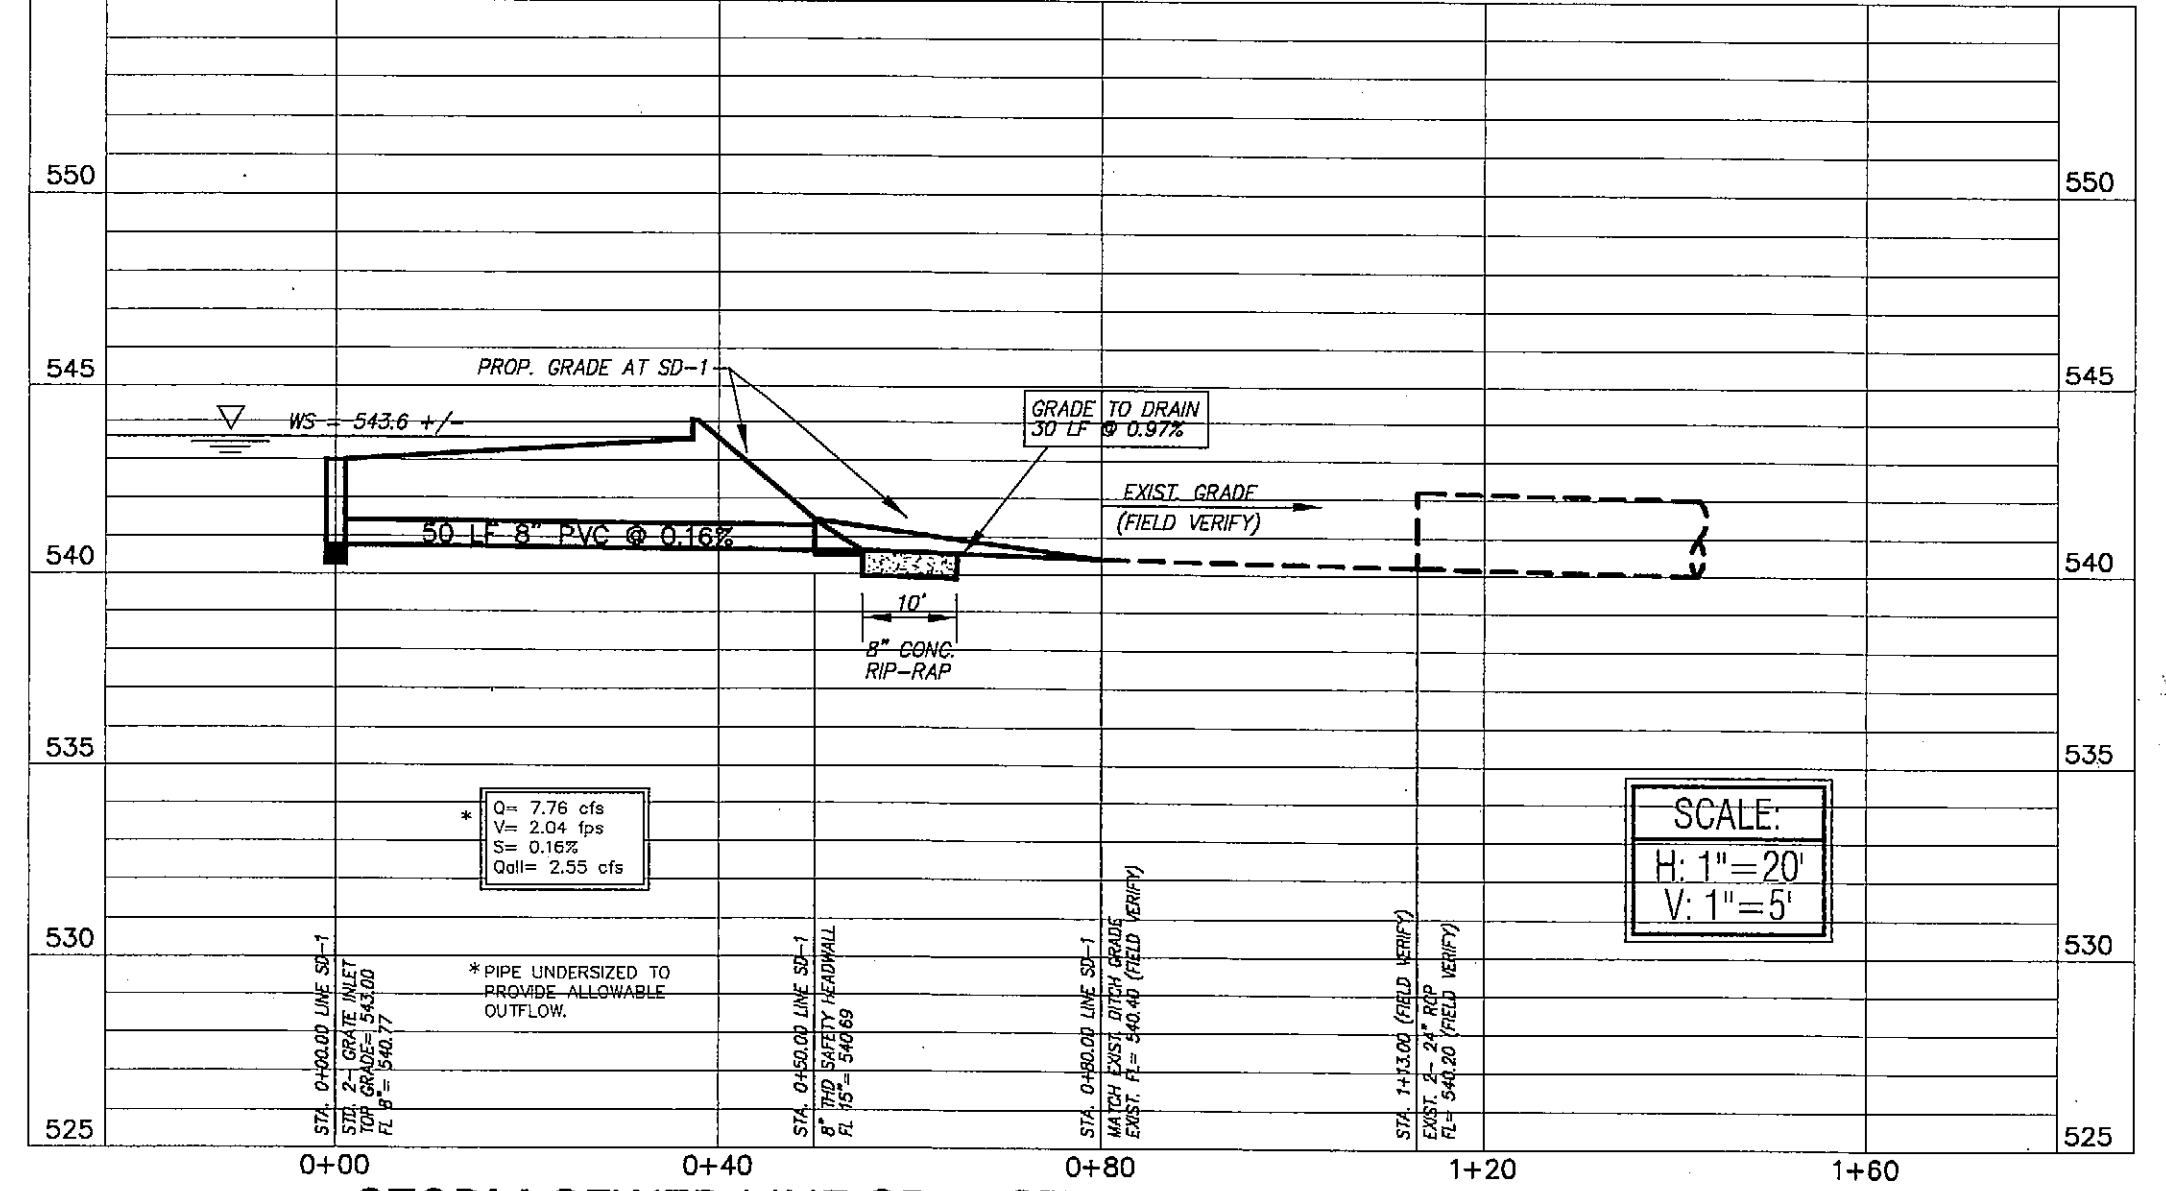 550
550
545
545
540
540
535
535
530
530
525
525
PROP. GRADE AT SD-1
WS = 543.6 +/-
GRADE TO DRAIN
30 LF @ 0.97%
EXIST. GRADE
(FIELD VERIFY)
50 LF 8" PVC @ 0.16%
10'
8" CONC.
RIP-RAP
*
Q= 7.76 cfs
V= 2.04 fps
S= 0.16%
Qall= 2.55 cfs
SCALE:
H: 1"=20'
V: 1"=5'
* PIPE UNDERSIZED TO
PROVIDE ALLOWABLE
OUTFLOW.
STA. 0+00.00 LINE SD-1
STD. 2- GRATE INLET
TOP GRADE= 543.00
FL 8"= 540.77
STA. 0+50.00 LINE SD-1
8" THD SAFETY HEADWALL
FL 15"= 540.69
STA. 0+80.00 LINE SD-1
MATCH EXIST. DITCH GRADE
EXIST. FL= 540.40 (FIELD VERIFY)
STA. 1+13.00 (FIELD VERIFY)
EXIST. 2- 24" RCP
FL= 540.20 (FIELD VERIFY)
0+00
0+40
0+80
1+20
1+60